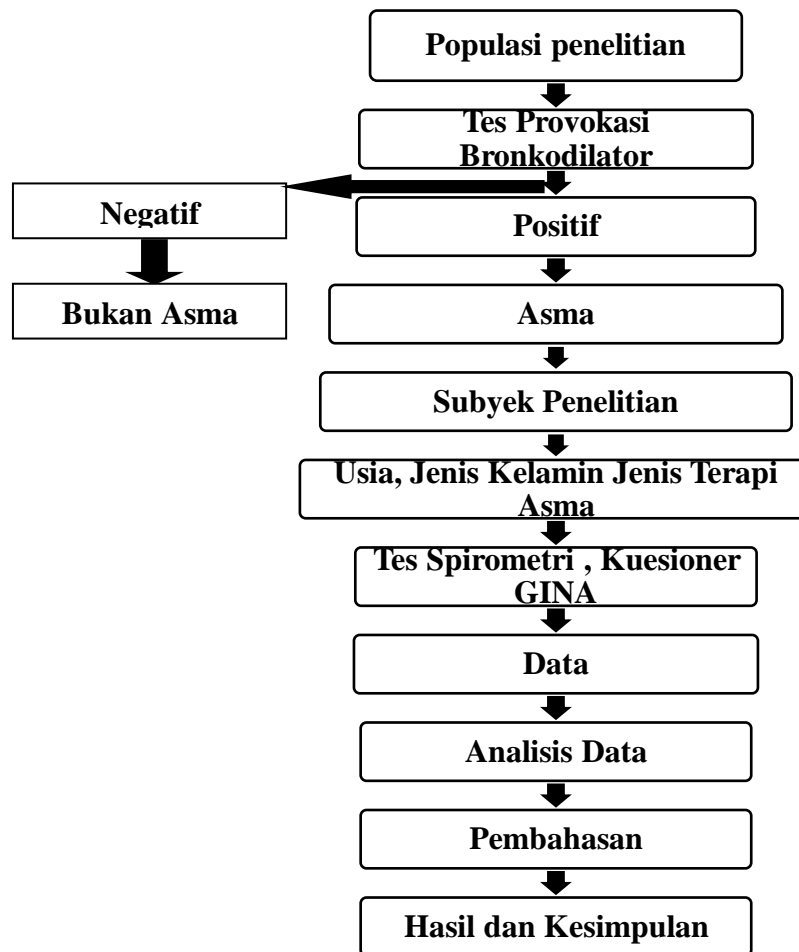 Populasi penelitian
Tes Provokasi
Bronkodilator
Negatif
Positif
Bukan Asma
Asma
Subyek Penelitian
Usia, Jenis Kelamin Jenis Terapi
Asma
Tes Spirometri , Kuesioner
GINA
Data
Analisis Data
Pembahasan
Hasil dan Kesimpulan